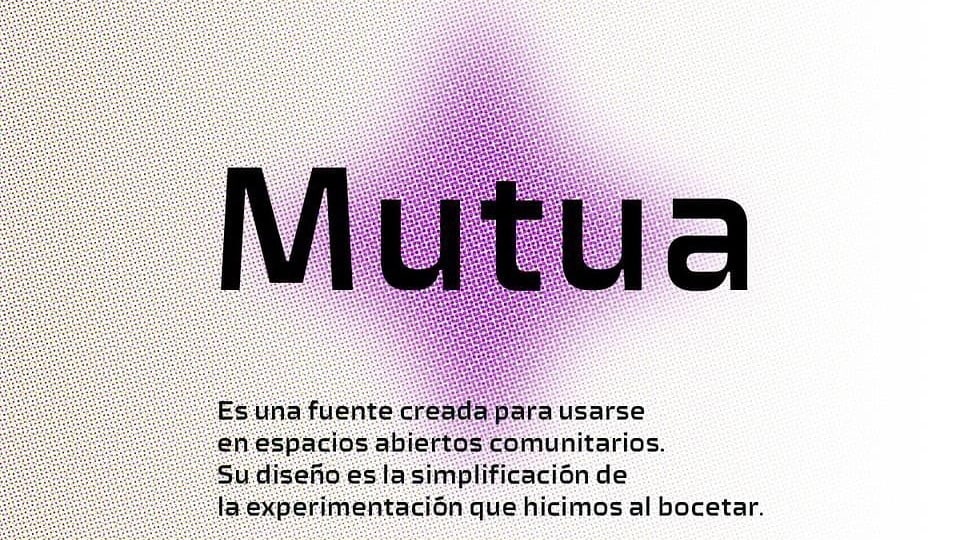 Mutua
Es una fuente creada para usarse
en espacios abiertos comunitarios.
Su diseño es la simplificación de
la experimentación que hicimos al bocetar.